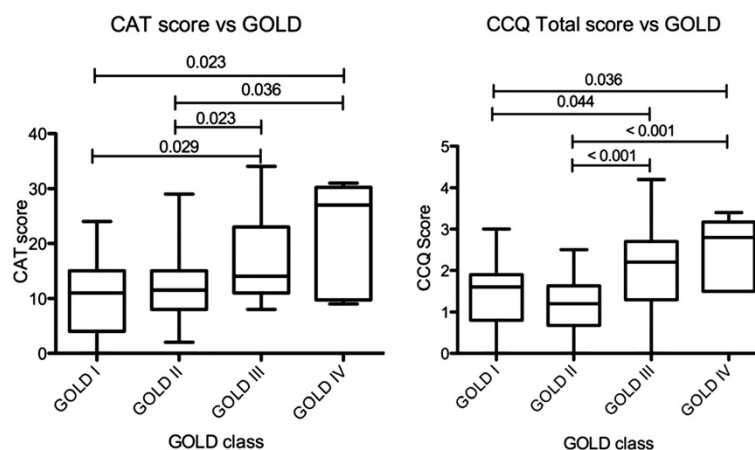 CAT score vs GOLD
0.023
0.036
0.023
0.029
40
30
20
10
0
CAT score
GOLD I
GOLD II
GOLD III
GOLD IV
GOLD class
CCQ Total score vs GOLD
0.036
0.044
< 0.001
< 0.001
5
4
3
2
1
0
CCQ Score
GOLD I
GOLD II
GOLD III
GOLD IV
GOLD class